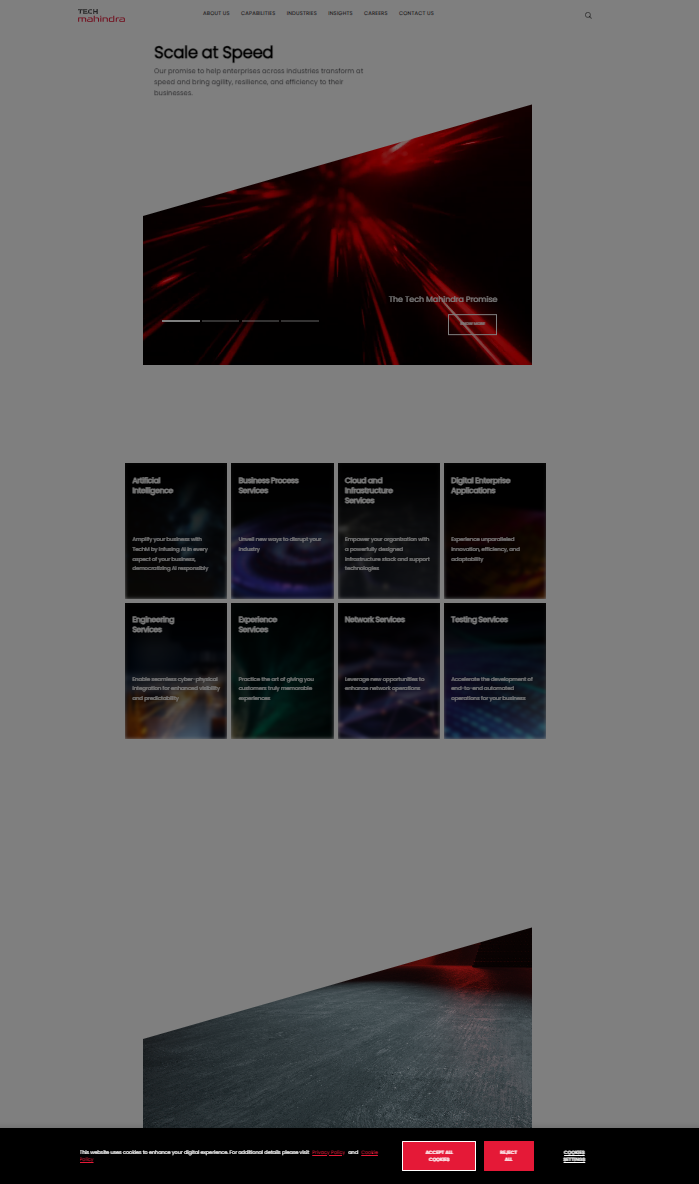 TECH
mahindra
ABOUT US CAPABILITIES INDUSTRIES INSIGHTS CAREERS CONTACT US
Scale at Speed
Our promise to help enterprises across industries transform at
speed and bring agility, resilience, and efficiency to their
businesses.
The Tech Mahindra Promise
Artificial
Intelligence
Amplify your business with
TechM by infusing AI in every
aspect of your business,
democratizing AI responsibly
Business Process
Services
Unveil new ways to disrupt your
industry
Cloud and
Infrastructure
Services
Empower your organization with
a powerfully designed
infrastructure stack and support
technologies
Digital Enterprise
Applications
Experience unparalleled
innovation, efficiency, and
adaptability
Engineering
Services
Enable seamless cyber-physical
integration for enhanced visibility
and predictability
Experience
Services
Practice the art of giving you
customers truly memorable
experiences
Network Services
Leverage new opportunities to
enhance network operations
Testing Services
Accelerate the development of
end-to-end automated
operations for your business
This website uses cookies to enhance your digital experience. For additional details please visit Privacy Policy and Cookie
Policy
ACCEPT ALL
COOKIES
REJECT
ALL
COOKIES
SETTINGS